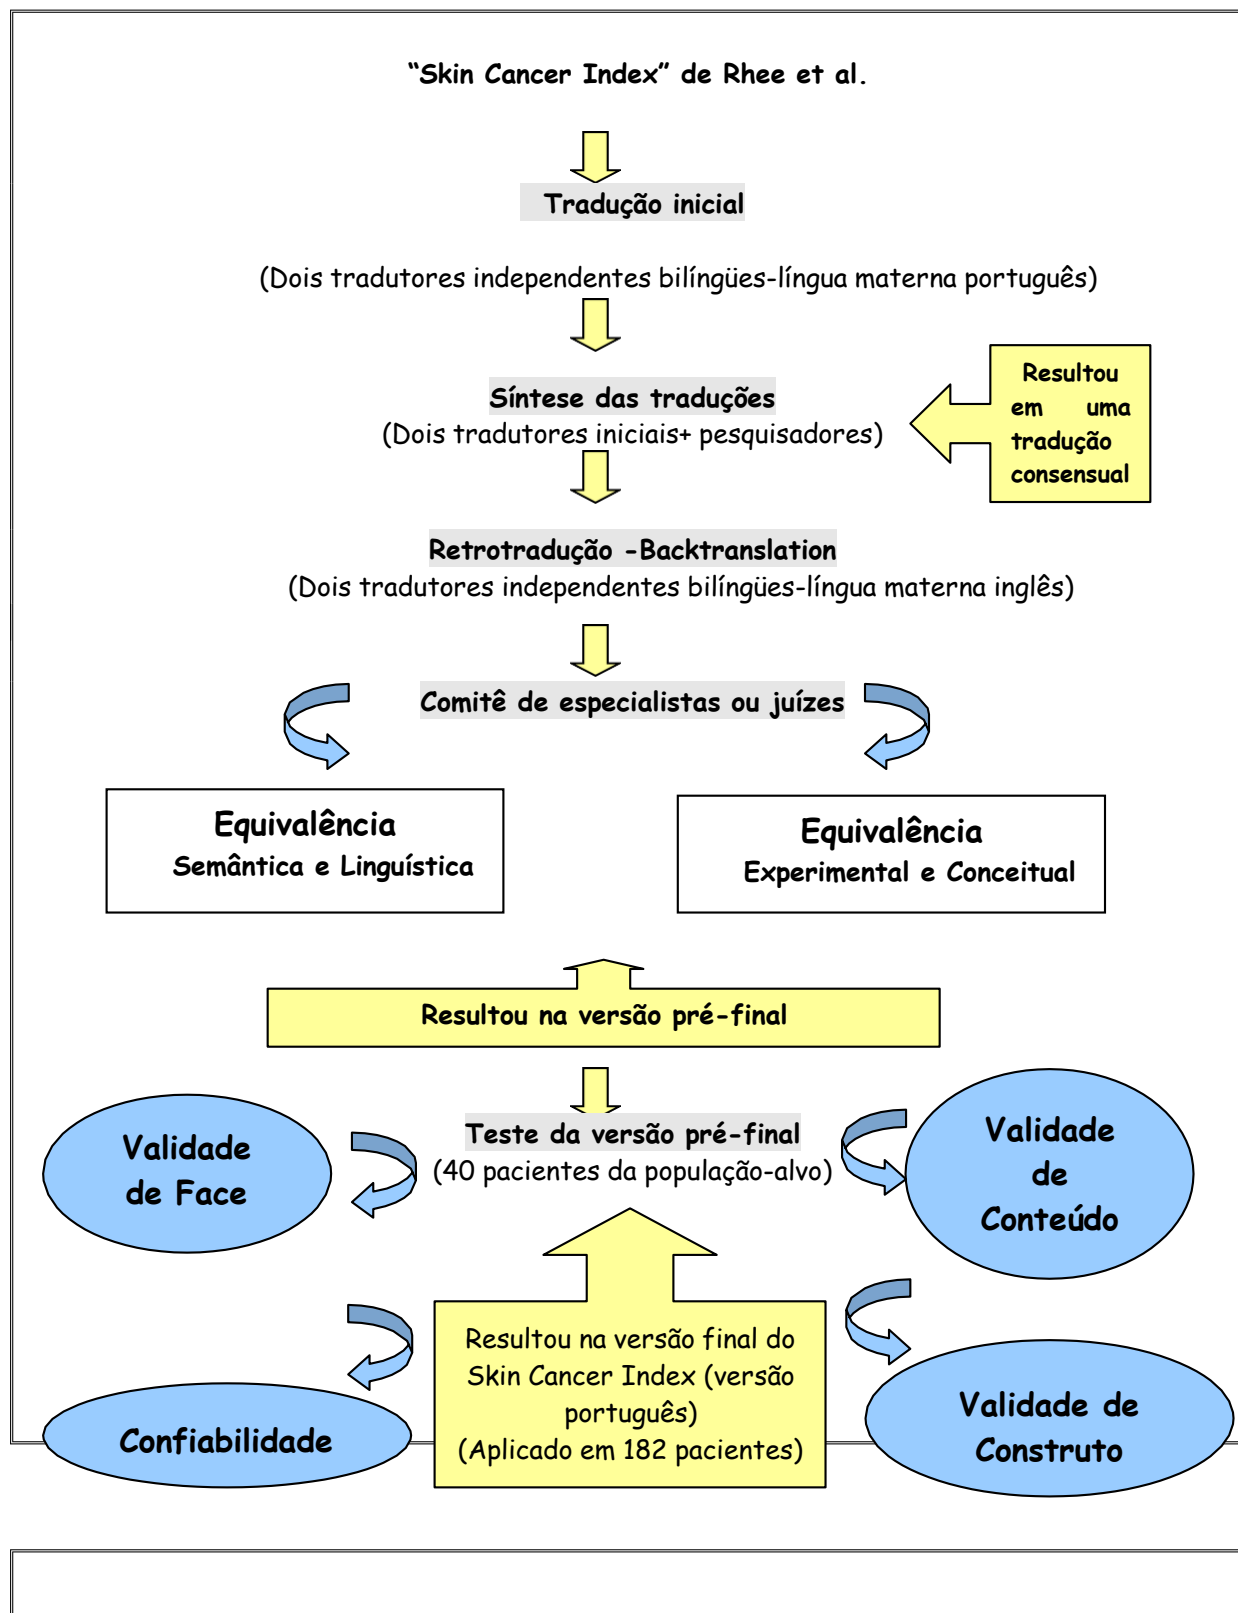 “Skin Cancer Index” de Rhee et al.
Tradução inicial
(Dois tradutores independentes bilíngües-língua materna português)
Síntese das traduções
(Dois tradutores iniciais+ pesquisadores)
Resultou
em uma
tradução
consensual
Retrotradução -Backtranslation
(Dois tradutores independentes bilíngües-língua materna inglês)
Comitê de especialistas ou juízes
Equivalência
Semântica e Linguística
Equivalência
Experimental e Conceitual
Resultou na versão pré-final
Validade
de Face
Teste da versão pré-final
(40 pacientes da população-alvo)
Validade
de
Conteúdo
Confiabilidade
Resultou na versão final do
Skin Cancer Index (versão
português)
(Aplicado em 182 pacientes)
Validade de
Construto